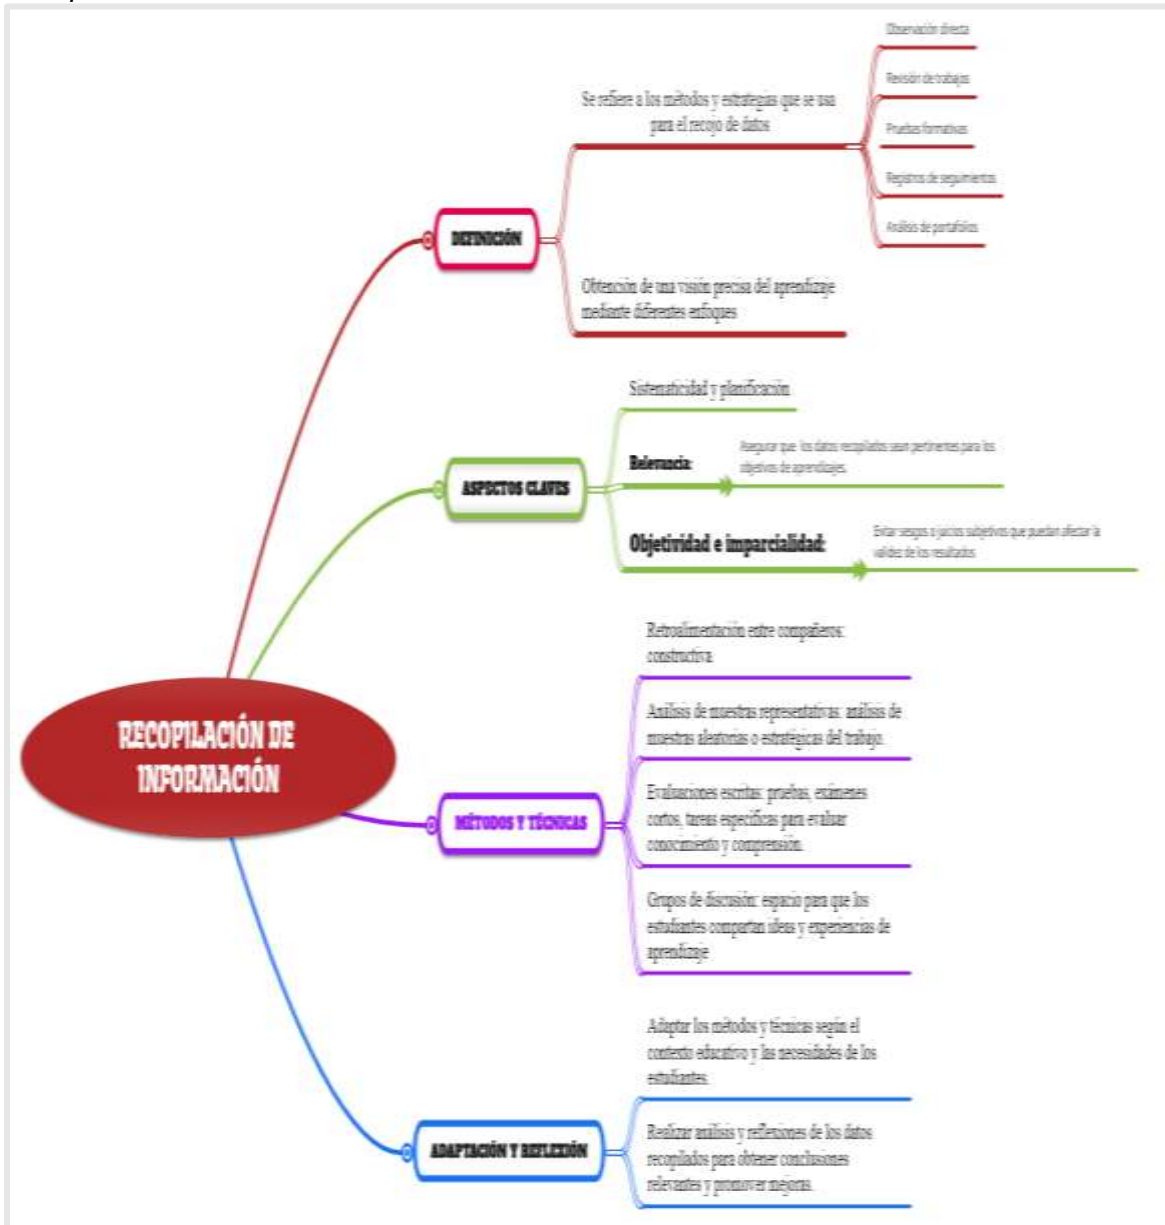 RECOPILACIÓN DE
INFORMACIÓN
DEFINICIÓN
Se refiere a los métodos y estrategias que se usa
para el recojo de datos
Observación directa
Revisión de trabajos
Pruebas formativas
Registros de seguimientos
Análisis de portafolios
Obtención de una visión precisa del aprendizaje
mediante diferentes enfoques
ASPECTOS CLAVES
Sistematicidad y planificación
Relevancia:
Asegurar que los datos recopilados sean pertinentes para los
objetivos de aprendizajes.
Objetividad e imparcialidad:
Evitar sesgos o juicios subjetivos que puedan afectar la
validez de los resultados
MÉTODOS Y TÉCNICAS
Retroalimentación entre compañeros:
constructiva
Análisis de muestras representativas: análisis de
muestras aleatorias o estratégicas del trabajo.
Evaluaciones escritas: pruebas, exámenes
cortos, tareas específicas para evaluar
conocimiento y comprensión.
Grupos de discusión: espacio para que los
estudiantes compartan ideas y experiencias de
aprendizaje
ADAPTACIÓN Y REFLEXIÓN
Adaptar los métodos y técnicas según el
contexto educativo y las necesidades de los
estudiantes.
Realizar análisis y reflexiones de los datos
recopilados para obtener conclusiones
relevantes y promover mejoras.